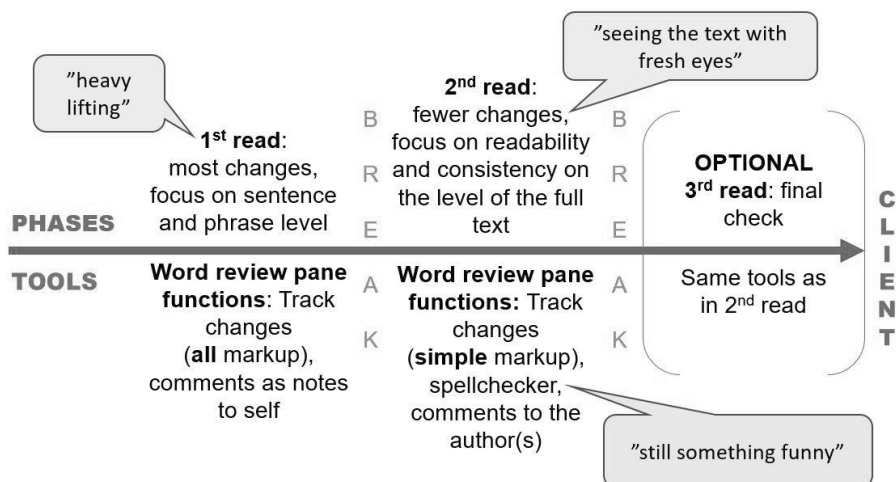 ”heavy
lifting”
1st read:
most changes,
focus on sentence
and phrase level
B
R
E
A
K
”seeing the text with
fresh eyes”
2nd read:
fewer changes,
focus on readability
and consistency on
the level of the full
text
B
R
E
A
K
OPTIONAL
3rd read: final
check
PHASES
TOOLS
Word review pane
functions: Track
changes
(all markup),
comments as notes
to self
Word review pane
functions: Track
changes
(simple markup),
spellchecker,
comments to the
author(s)
”still something funny”
Same tools as
in 2nd read
C
L
I
E
N
T